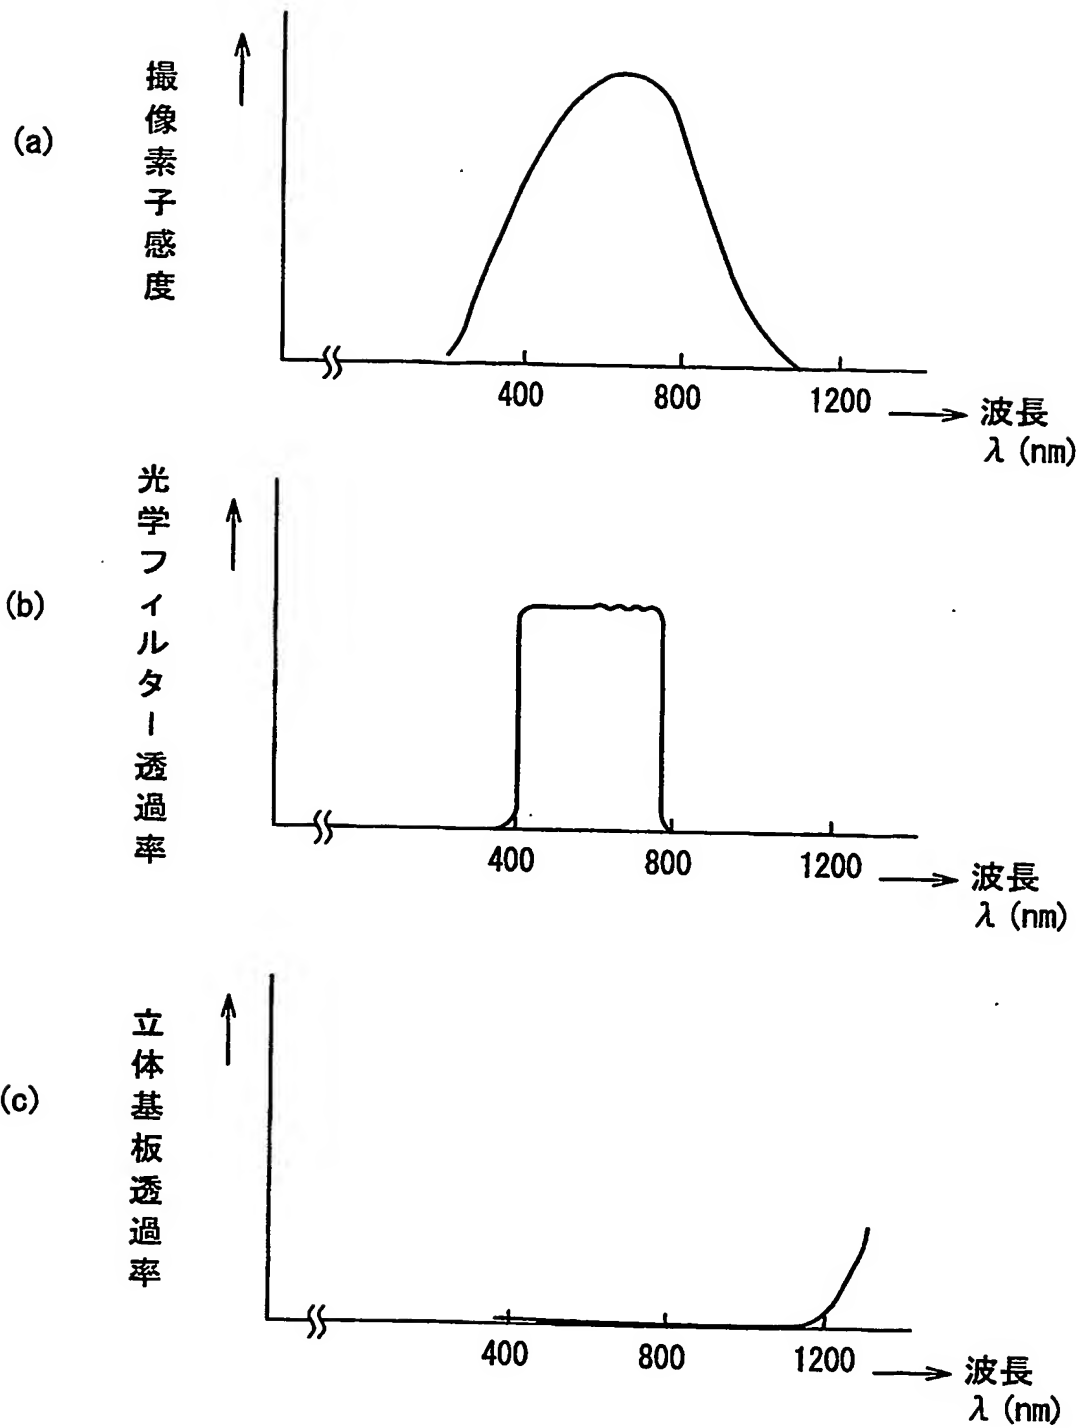 (a)
撮像素子感度
400
800
1200
波長
λ (nm)
(b)
光学フィルター透過率
400
800
1200
波長
λ (nm)
(c)
立体基板透過率
400
800
1200
波長
λ (nm)